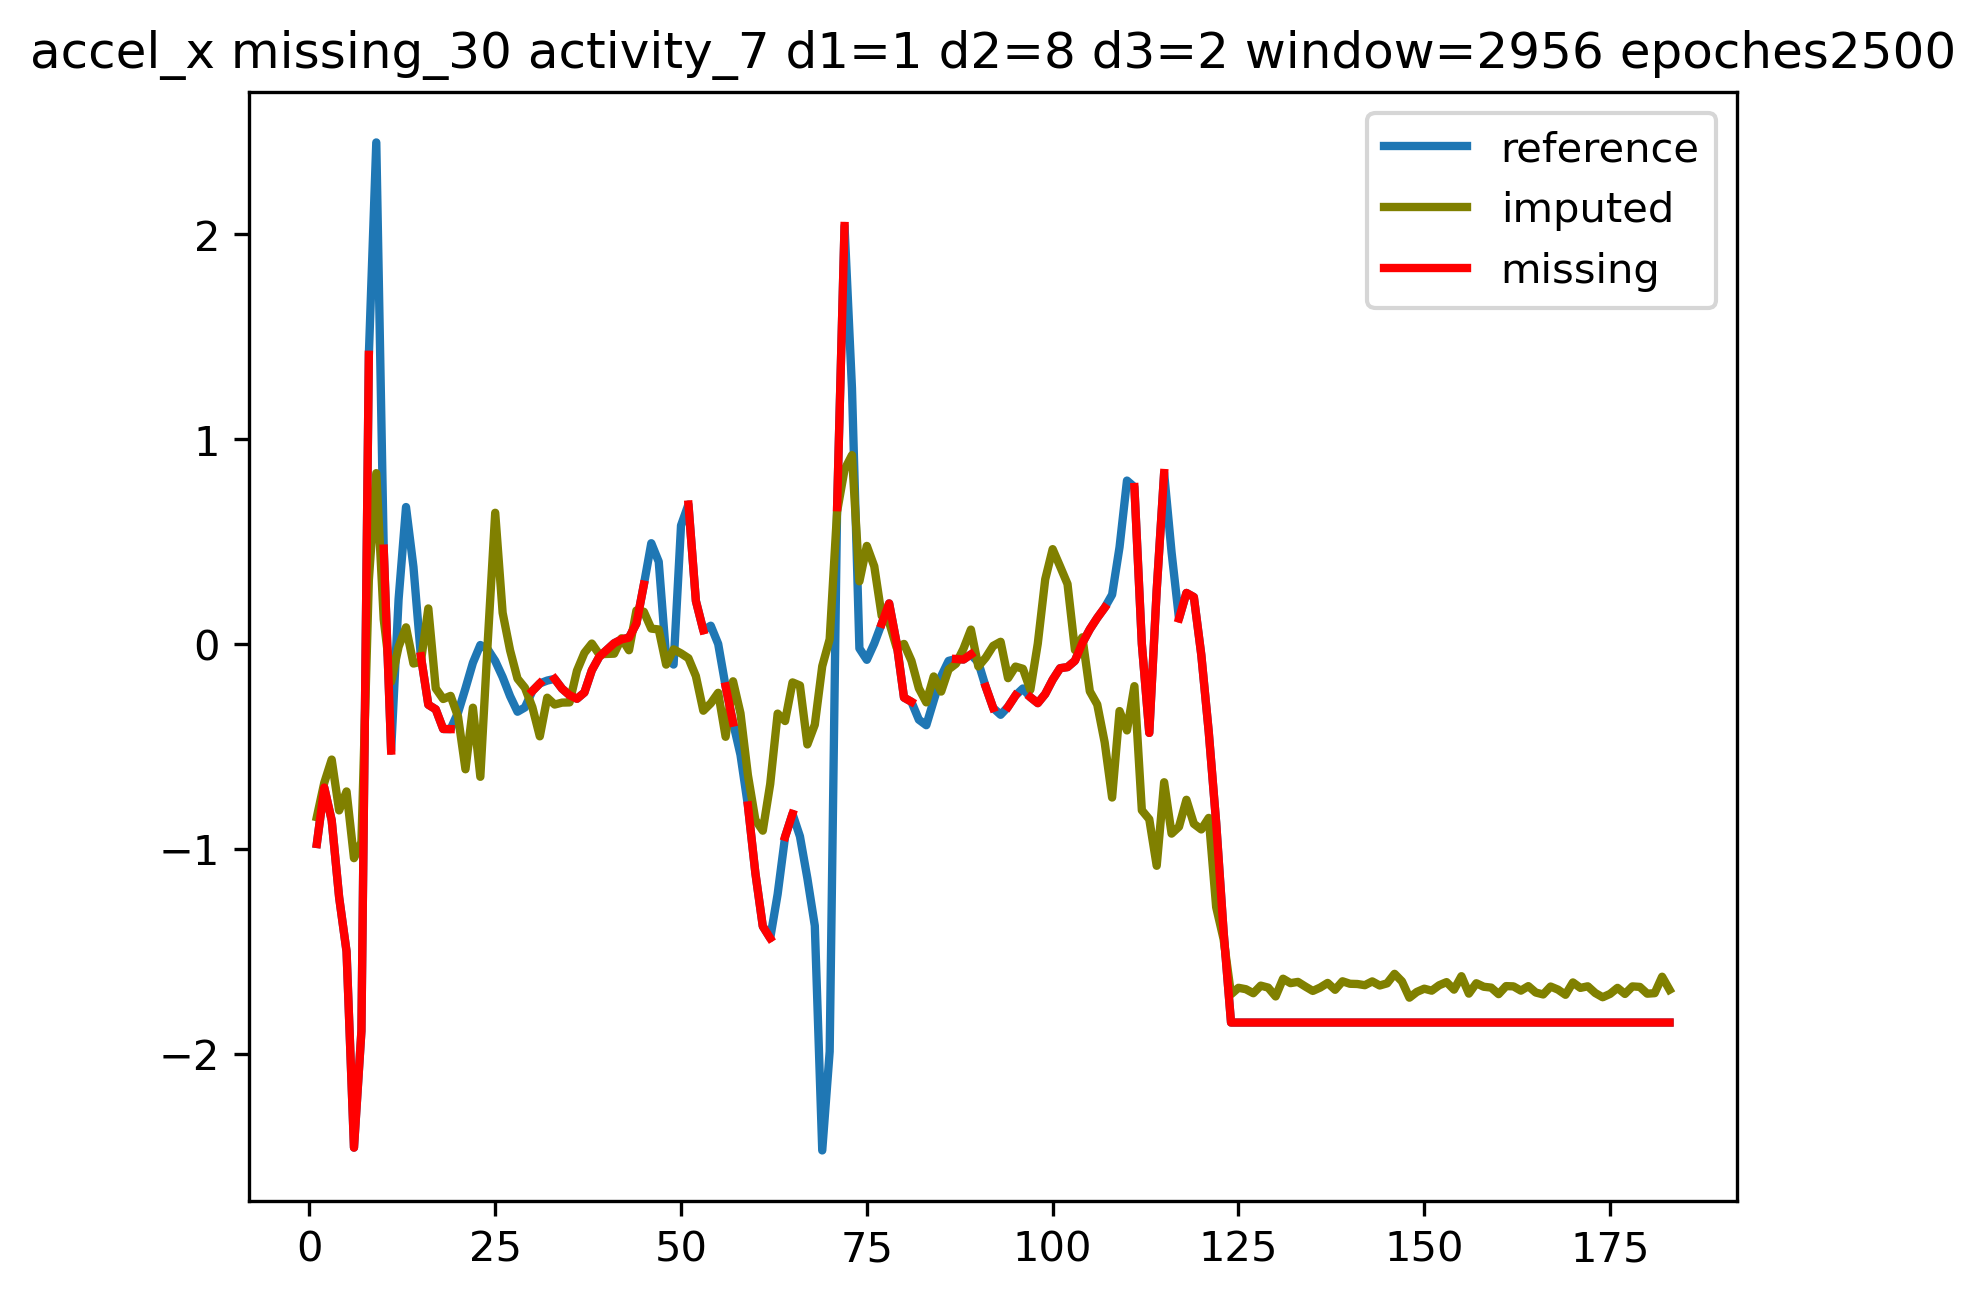 accel_x missing_30 activity_7 d1=1 d2=8 d3=2 window=2956 epoches2500
reference
imputed
missing
2
1
0
−1
−2
0 25 50 75 100 125 150 175